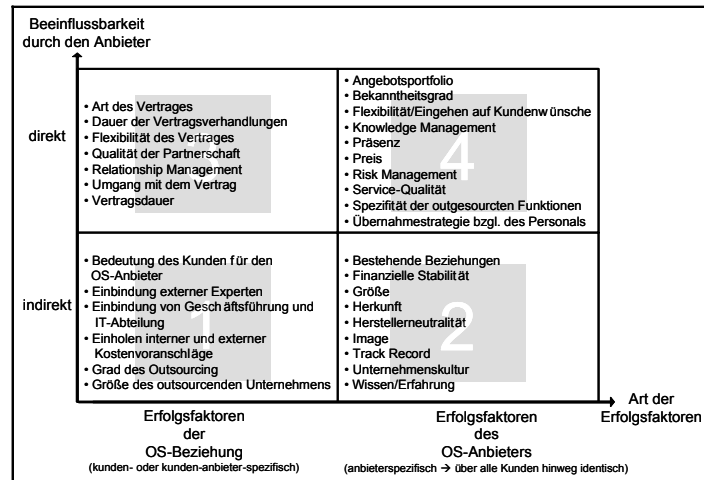 Beeinflussbarkeit
durch den Anbieter
direkt
3
• Art des Vertrages
• Dauer der Vertragsverhandlungen
• Flexibilität des Vertrages
• Qualität der Partnerschaft
• Relationship Management
• Umgang mit dem Vertrag
• Vertragsdauer
4
• Angebotsportfolio
• Bekanntheitsgrad
• Flexibilität/Eingehen auf Kundenwünsche
• Knowledge Management
• Präsenz
• Preis
• Risk Management
• Service-Qualität
• Spezifität der outgesourcten Funktionen
• Übernahmestrategie bzgl. des Personals
indirekt
1
• Bedeutung des Kunden für den
OS-Anbieter
• Einbindung externer Experten
• Einbindung von Geschäftsführung und
IT-Abteilung
• Einholen interner und externer
Kostenvoranschläge
• Grad des Outsourcing
• Größe des outsourcenden Unternehmens
2
• Bestehende Beziehungen
• Finanzielle Stabilität
• Größe
• Herkunft
• Herstellerneutralität
• Image
• Track Record
• Unternehmenskultur
• Wissen/Erfahrung
Art der
Erfolgsfaktoren
Erfolgsfaktoren
der
OS-Beziehung
(kunden- oder kunden-anbieter-spezifisch)
Erfolgsfaktoren
des
OS-Anbieters
(anbieterspezifisch → über alle Kunden hinweg identisch)